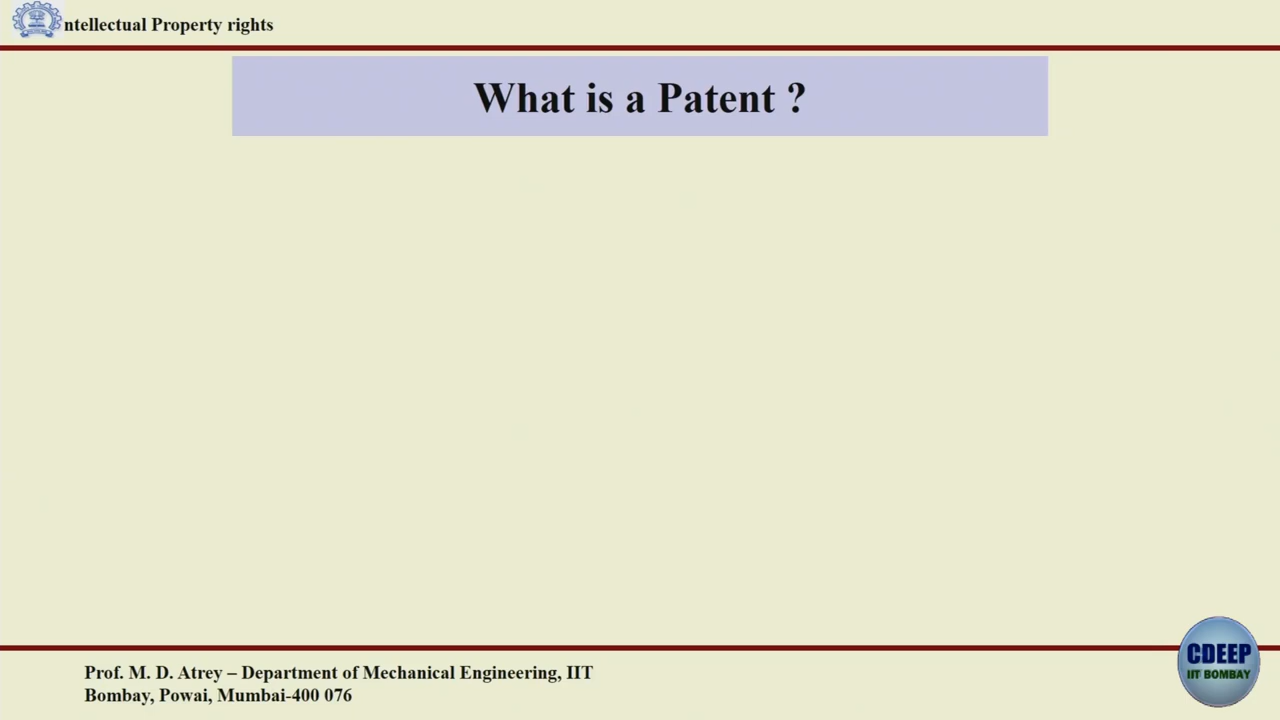 ntellectual Property rights
What is a Patent ?
Prof. M. D. Atrey – Department of Mechanical Engineering, IIT
Bombay, Powai, Mumbai-400 076
CDEEP
IIT BOMBAY